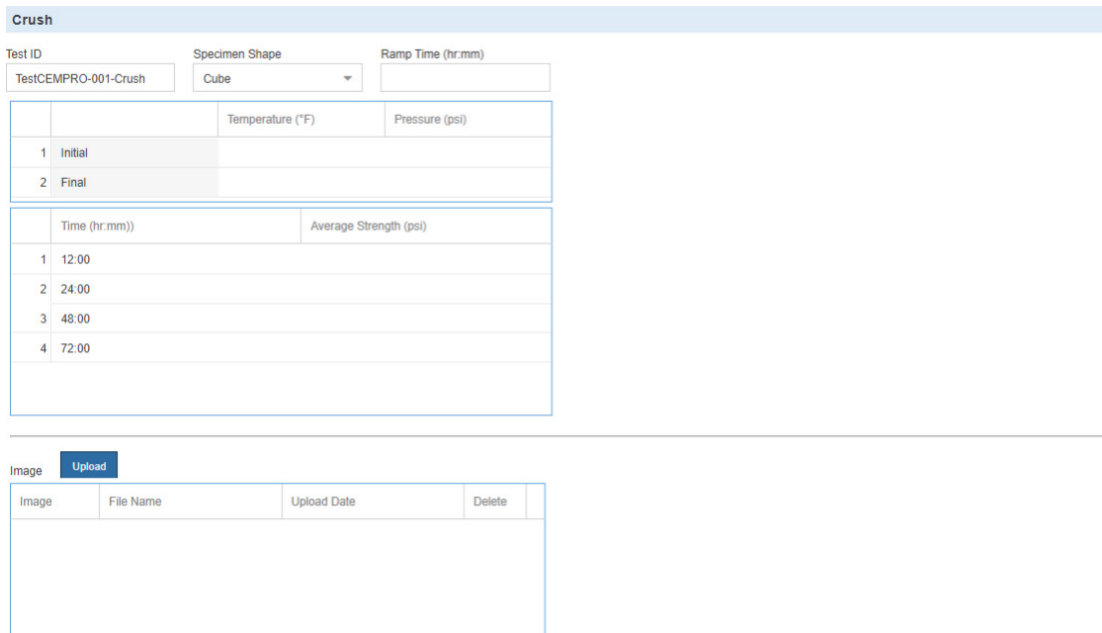 Crush
Test ID Specimen Shape Ramp Time (hr:mm)
TestCEMPRO-001-Crush Cube
Temperature (°F) Pressure (psi)
1 Initial
2 Final
Time (hr:mm)) Average Strength (psi)
1 12:00
2 24:00
3 48:00
4 72:00
Image Upload
Image File Name Upload Date Delete